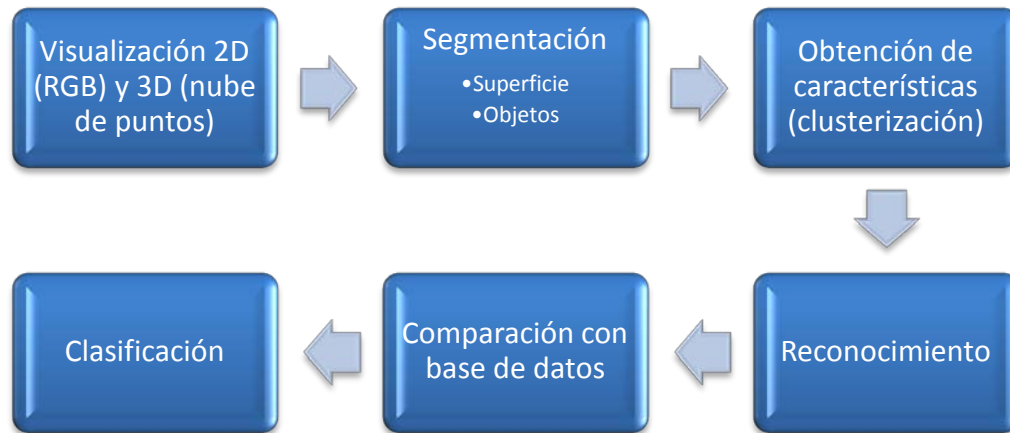 Visualización 2D
(RGB) y 3D (nube
de puntos)
Segmentación
•Superficie
•Objetos
Obtención de
características
(clusterización)
Reconocimiento
Comparación con
base de datos
Clasificación